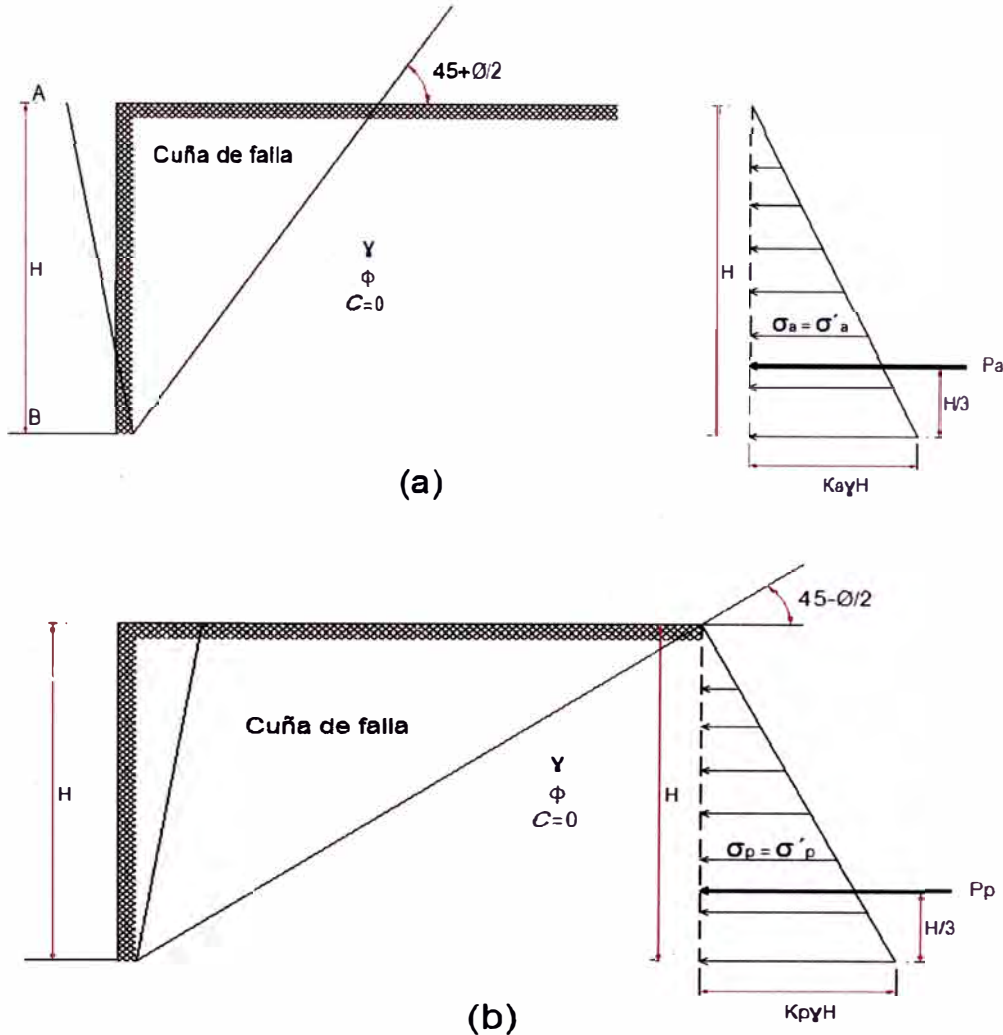 45+Ø/2
A
Cuña de falla
H
γ
Φ
C=0
B
H
σa = σ´a
Pa
H/3
KaγH
(a)
45-Ø/2
H
Cuña de falla
γ
Φ
C=0
H
σp = σ´p
Pp
H/3
KpγH
(b)